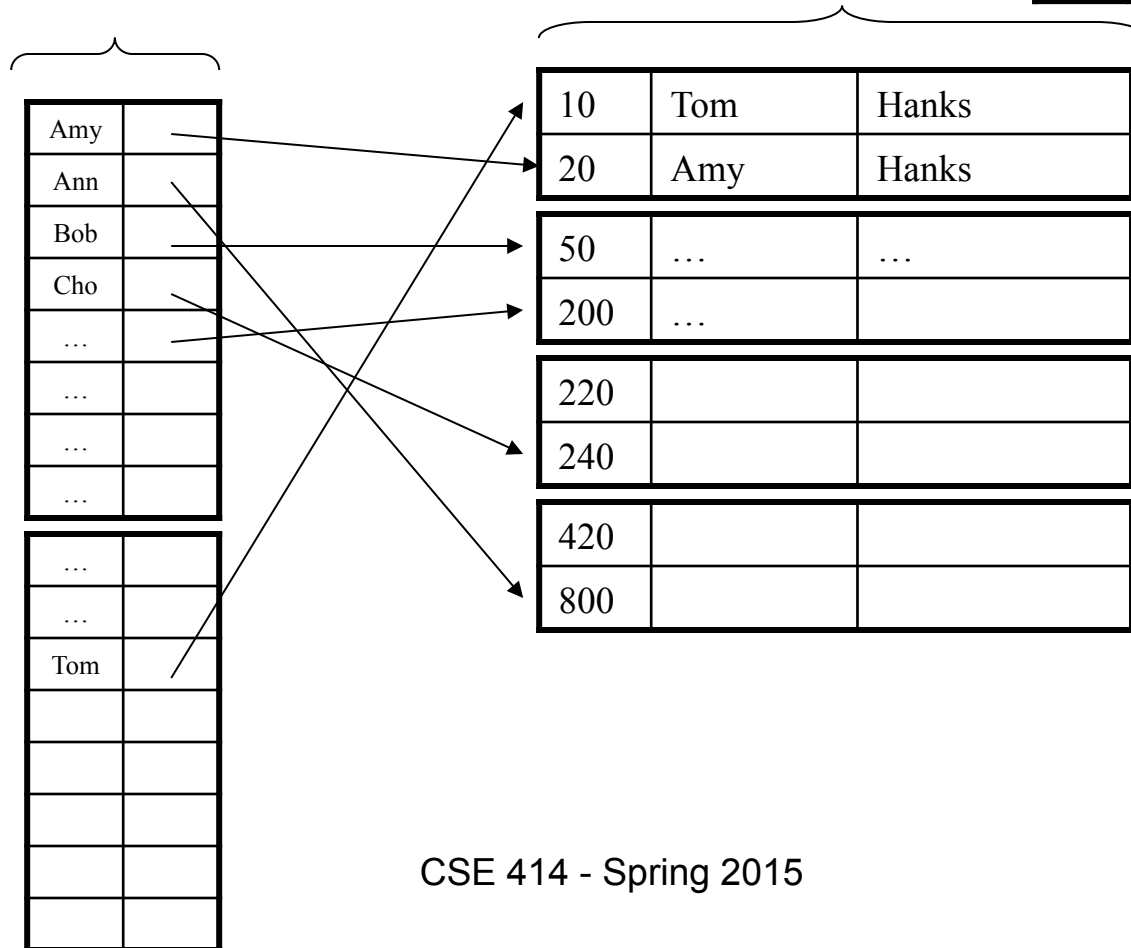 Amy
Ann
Bob
Cho
…
…
…
…
…
…
Tom
10 Tom Hanks
20 Amy Hanks
50 … …
200 …
220
240
420
800
CSE 414 - Spring 2015